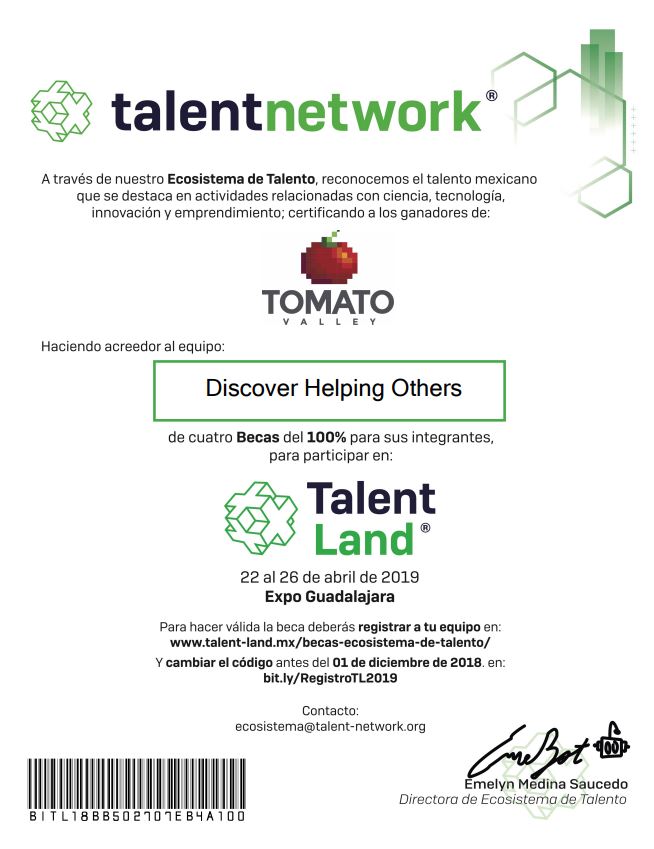 talentnetwork®
A través de nuestro Ecosistema de Talento, reconocemos el talento mexicano
que se destaca en actividades relacionadas con ciencia, tecnología,
innovación y emprendimiento; certificando a los ganadores de:
TOMATO
VALLEY
Haciendo acreedor al equipo:
Discover Helping Others
de cuatro Becas del 100% para sus integrantes,
para participar en:
Talent
Land®
22 al 26 de abril de 2019
Expo Guadalajara
Para hacer válida la beca deberás registrar a tu equipo en:
www.talent-land.mx/becas-ecosistema-de-talento/
Y cambiar el código antes del 01 de diciembre de 2018. en:
bit.ly/RegistroTL2019
Contacto:
ecosistema@talent-network.org
EmeBot
Emelyn Medina Saucedo
Directora de Ecosistema de Talento
BITL18BB502707EB4A100